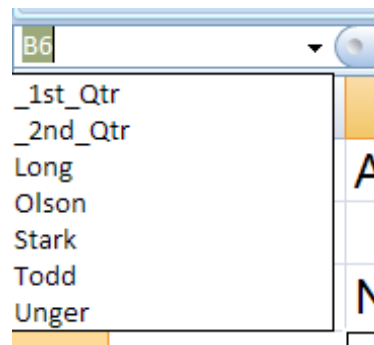 B6
_1st_Qtr
_2nd_Qtr
Long
Olson
Stark
Todd
Unger